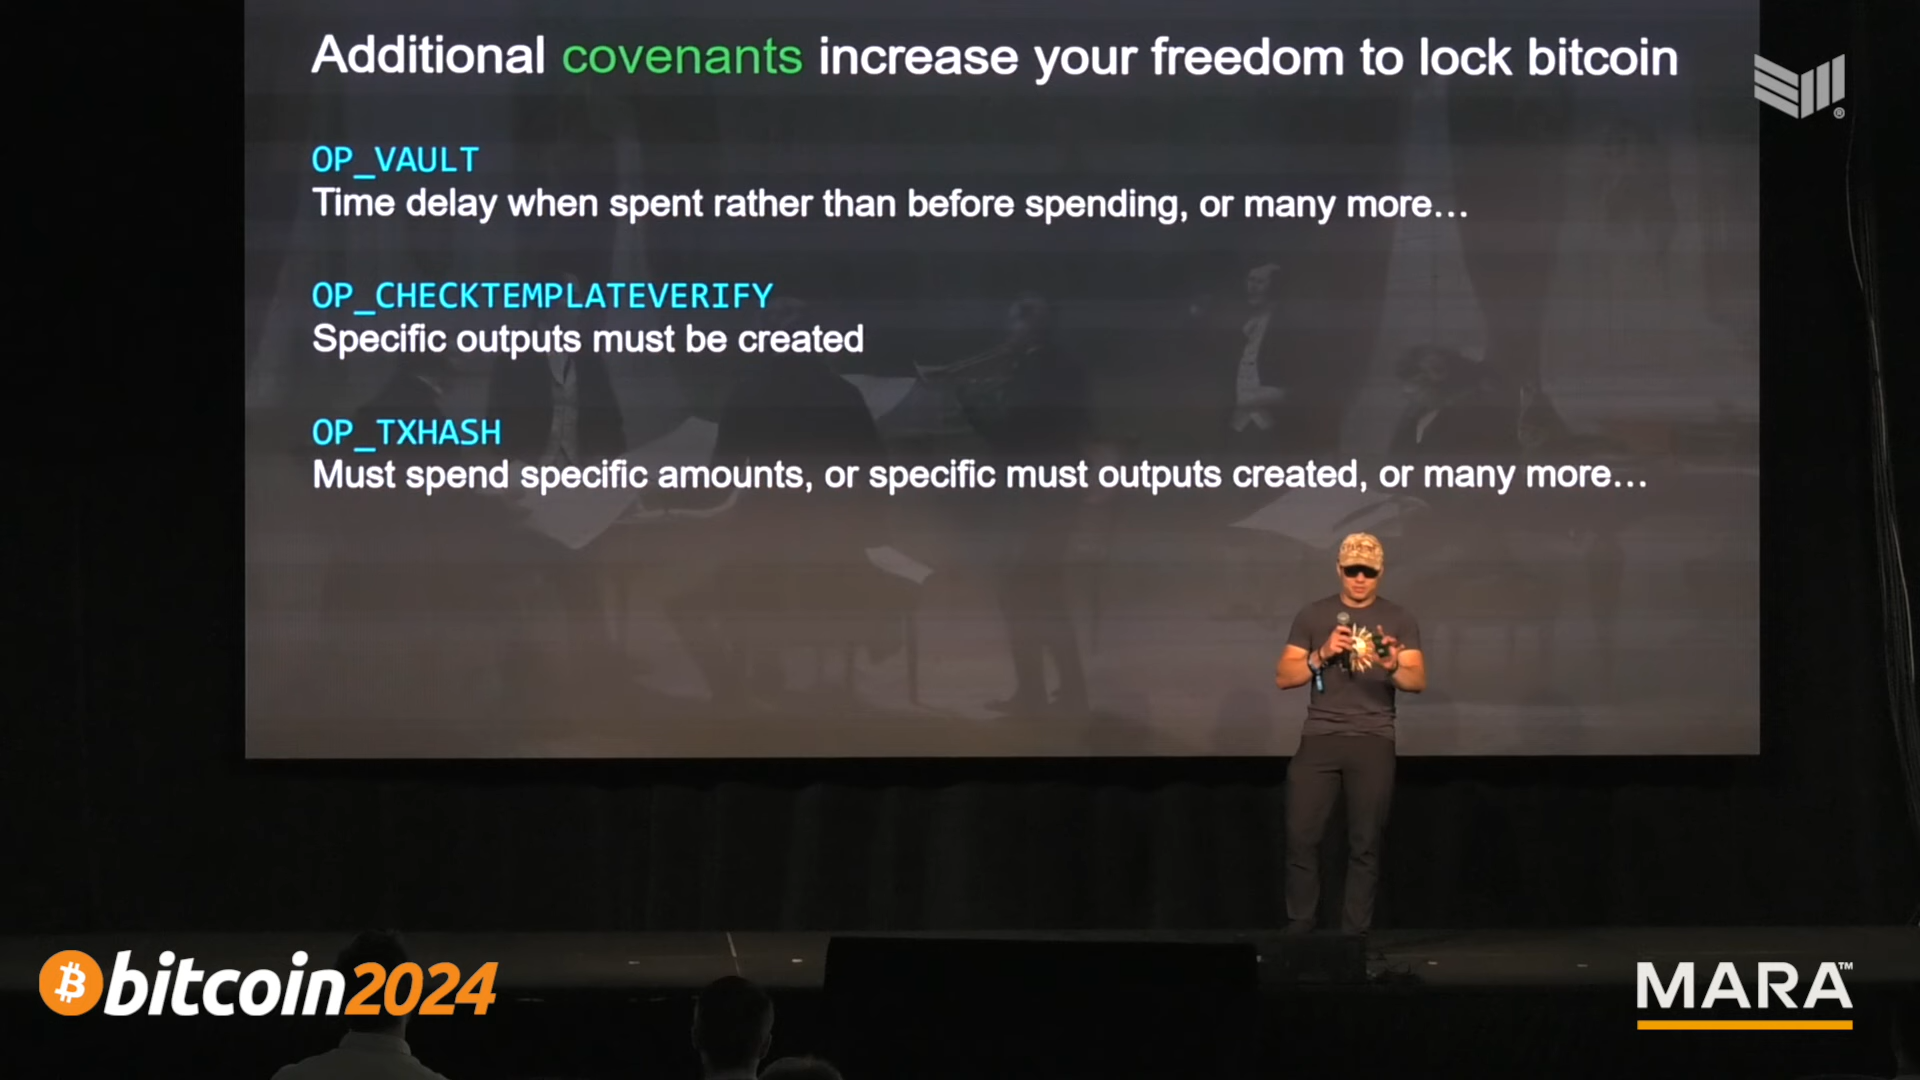 Additional covenants increase your freedom to lock bitcoin
OP_VAULT
Time delay when spent rather than before spending, or many more…
OP_CHECKTEMPLATEVERIFY
Specific outputs must be created
OP_TXHASH
Must spend specific amounts, or specific must outputs created, or many more…
bitcoin2024
MARA™